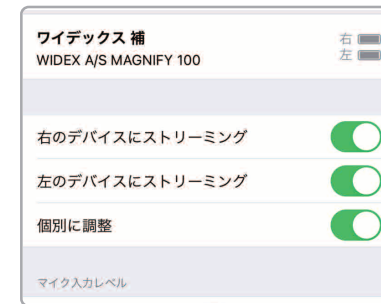 ワイデックス 補
WIDEX A/S MAGNIFY 100
右
左
右のデバイスにストリーミング
左のデバイスにストリーミング
個別に調整
マイク入力レベル